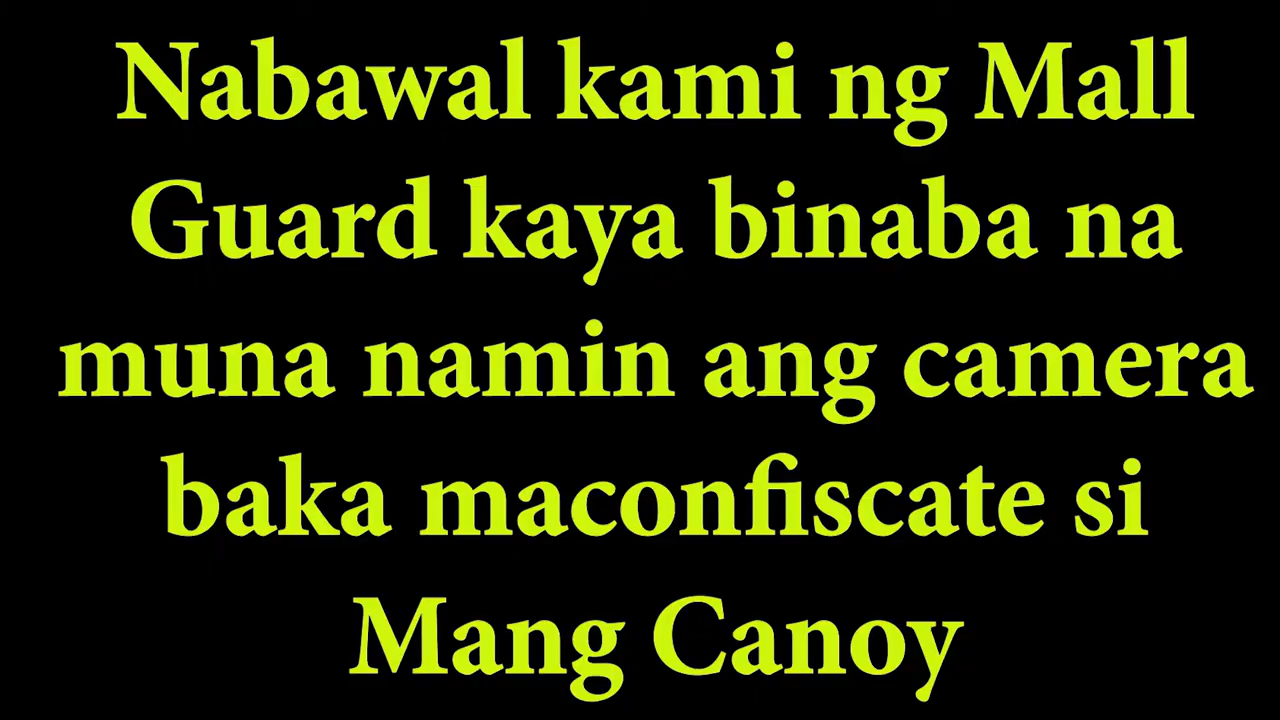 Nabawal kami ng Mall
Guard kaya binaba na
muna namin ang camera
baka maconfiscate si
Mang Canoy